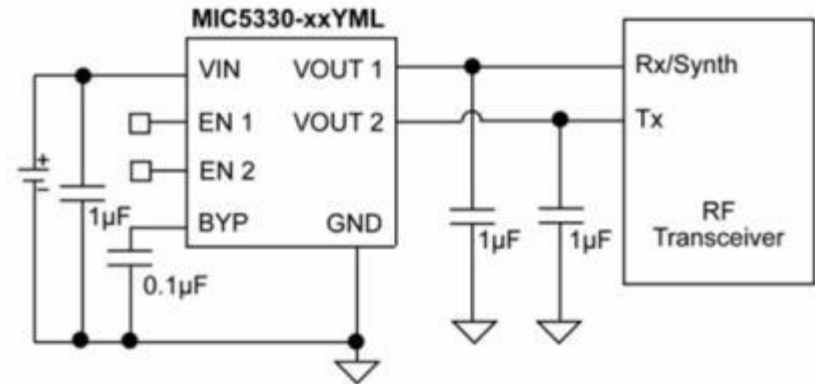 MIC5330-xxYML
VIN
VOUT 1
EN 1
VOUT 2
EN 2
BYP
GND
+
-
1µF
0.1µF
1µF
1µF
Rx/Synth
Tx
RF
Transceiver